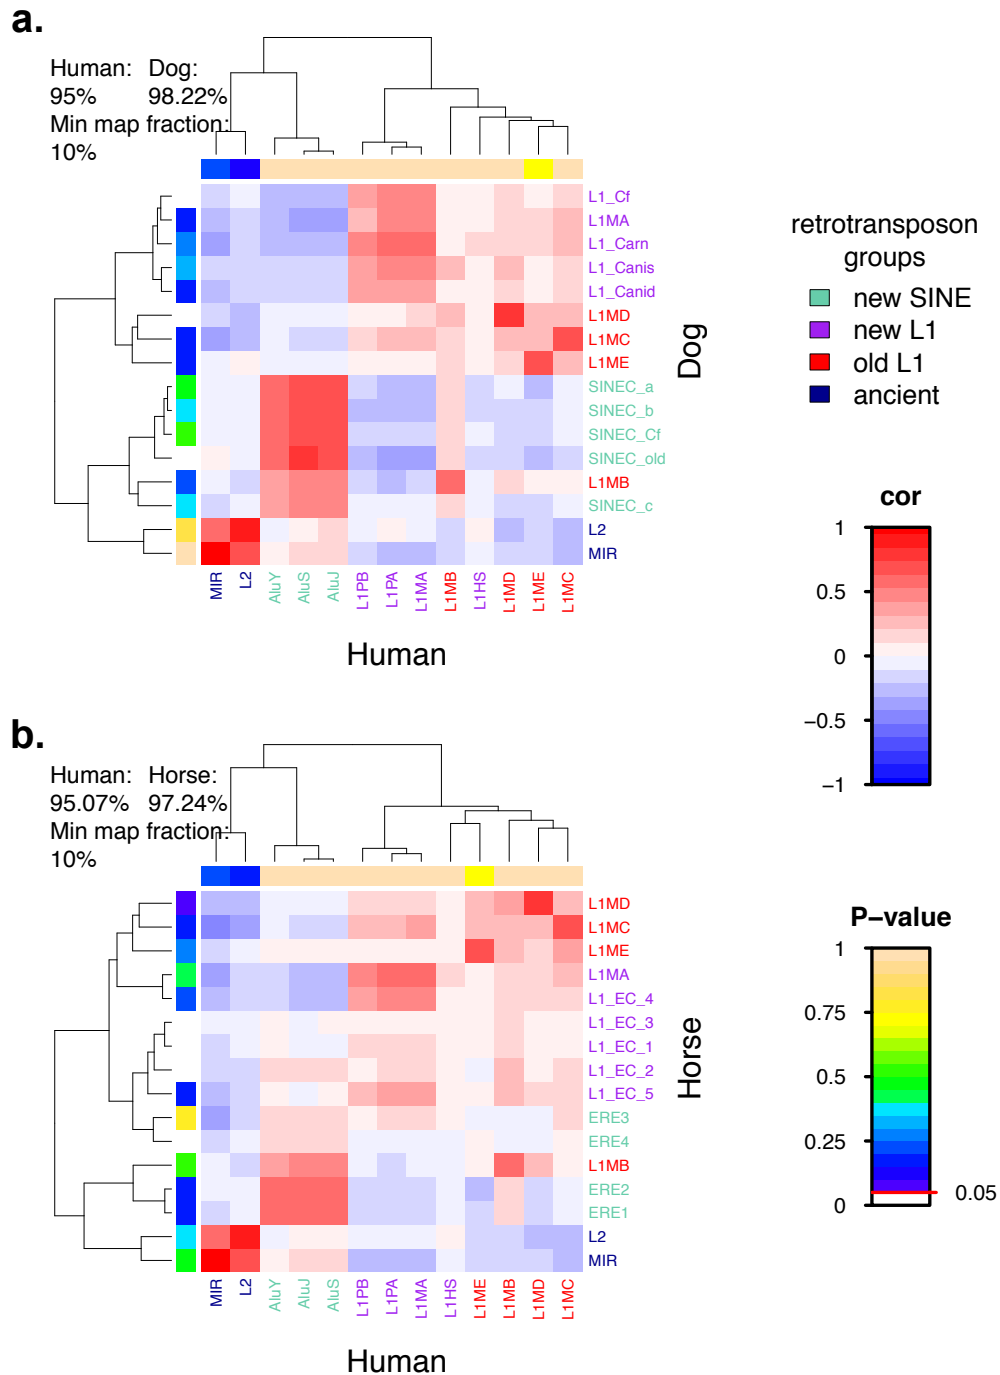 a.
Human: Dog:
95% 98.22%
Min map fraction:
10%
L1_Cf
L1MA
L1_Carn
L1_Canis
L1_Canid
L1MD
L1MC
L1ME
SINEC_a
SINEC_b
SINEC_Cf
SINEC_old
L1MB
SINEC_c
L2
MIR
Dog
MIR L2 AluY AluS AluJ L1PB L1PA L1MA L1MB L1HS L1MD L1ME L1MC
Human
retrotransposon
groups
new SINE
new L1
old L1
ancient
cor
1
0.5
0
−0.5
−1
b.
Human: Horse:
95.07% 97.24%
Min map fraction:
10%
L1MD
L1MC
L1ME
L1MA
L1_EC_4
L1_EC_3
L1_EC_1
L1_EC_2
L1_EC_5
ERE3
ERE4
L1MB
ERE2
ERE1
L2
MIR
Horse
MIR L2 AluY AluJ AluS L1PB L1PA L1MA L1HS L1ME L1MB L1MD L1MC
Human
P−value
1
0.75
0.5
0.25
0
0.05